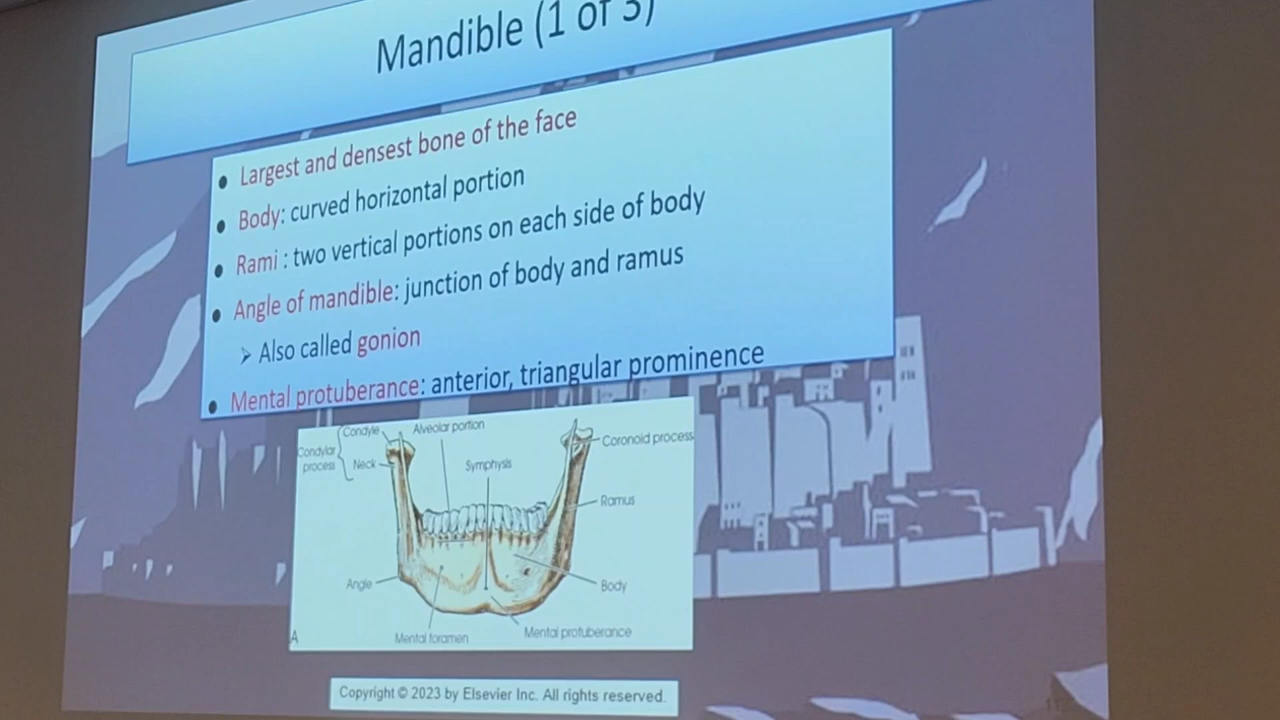 Mandible (1 of 3)
• Largest and densest bone of the face
• Body: curved horizontal portion
• Rami : two vertical portions on each side of body
• Angle of mandible: junction of body and ramus
➢ Also called gonion
• Mental protuberance: anterior, triangular prominence
Condylar process
Condyle
Neck
Alveolar portion
Symphysis
Coronoid process
Ramus
Angle
Body
Mental foramen
Mental protuberance
A
Copyright © 2023 by Elsevier Inc. All rights reserved.